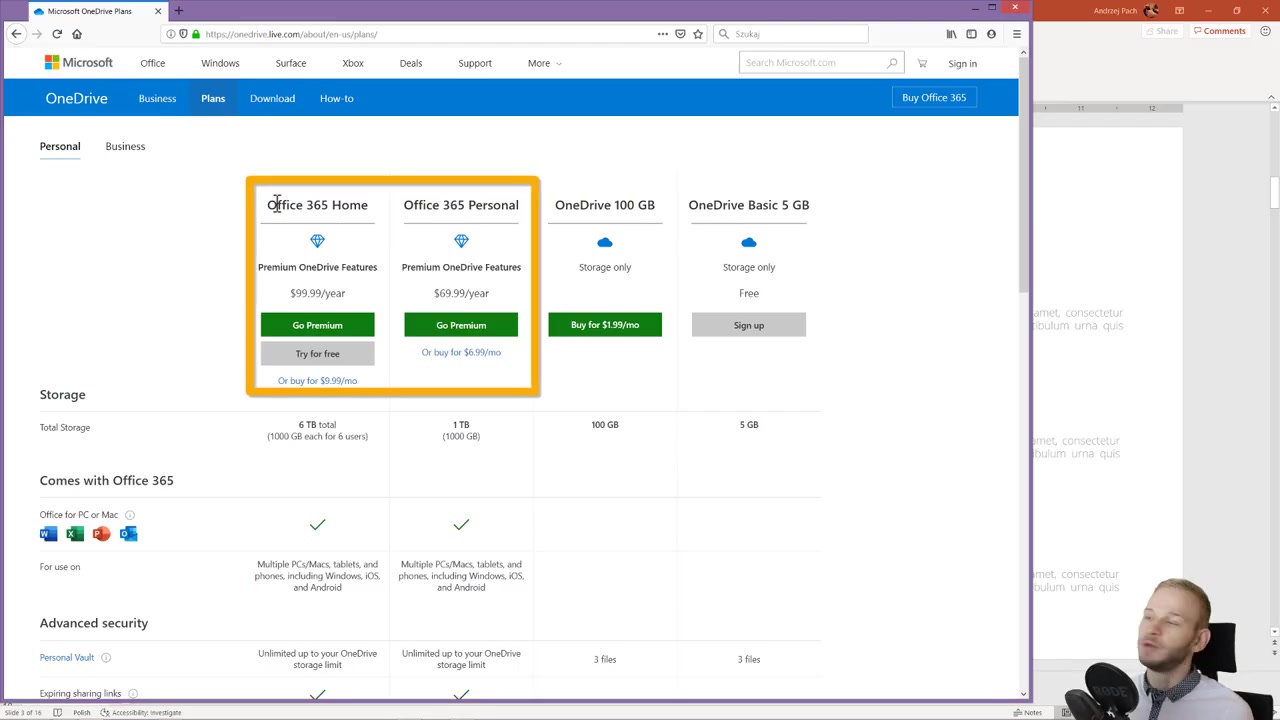 Microsoft OneDrive Plans
Andrzej Pach
https://onedrive.live.com/about/en-us/plans/
Szukaj
Share
Comments
Microsoft
Office
Windows
Surface
Xbox
Deals
Support
More
Search Microsoft.com
Sign in
OneDrive
Business
Plans
Download
How-to
Buy Office 365
11
12
Personal
Business
Office 365 Home
Office 365 Personal
OneDrive 100 GB
OneDrive Basic 5 GB
Premium OneDrive Features
Premium OneDrive Features
Storage only
Storage only
$99.99/year
$69.99/year
Free
Go Premium
Go Premium
Buy for $1.99/mo
Sign up
Try for free
Or buy for $6.99/mo
Or buy for $9.99/mo
amet, consectetur
tibulum urna quis
Storage
Total Storage
6 TB total
(1000 GB each for 6 users)
1 TB
(1000 GB)
100 GB
5 GB
amet, consectetur
ibulum urna quis
Comes with Office 365
Office for PC or Mac
For use on
Multiple PCs/Macs, tablets, and
phones, including Windows, iOS,
and Android
Multiple PCs/Macs, tablets, and
phones, including Windows, iOS,
and Android
met, consectetur
ibulum urna quis
Advanced security
Personal Vault
Unlimited up to your OneDrive
storage limit
Unlimited up to your OneDrive
storage limit
3 files
3 files
Expiring sharing links
RODE
Slide 3 of 16
Polish
Accessibility: Investigate
Notes